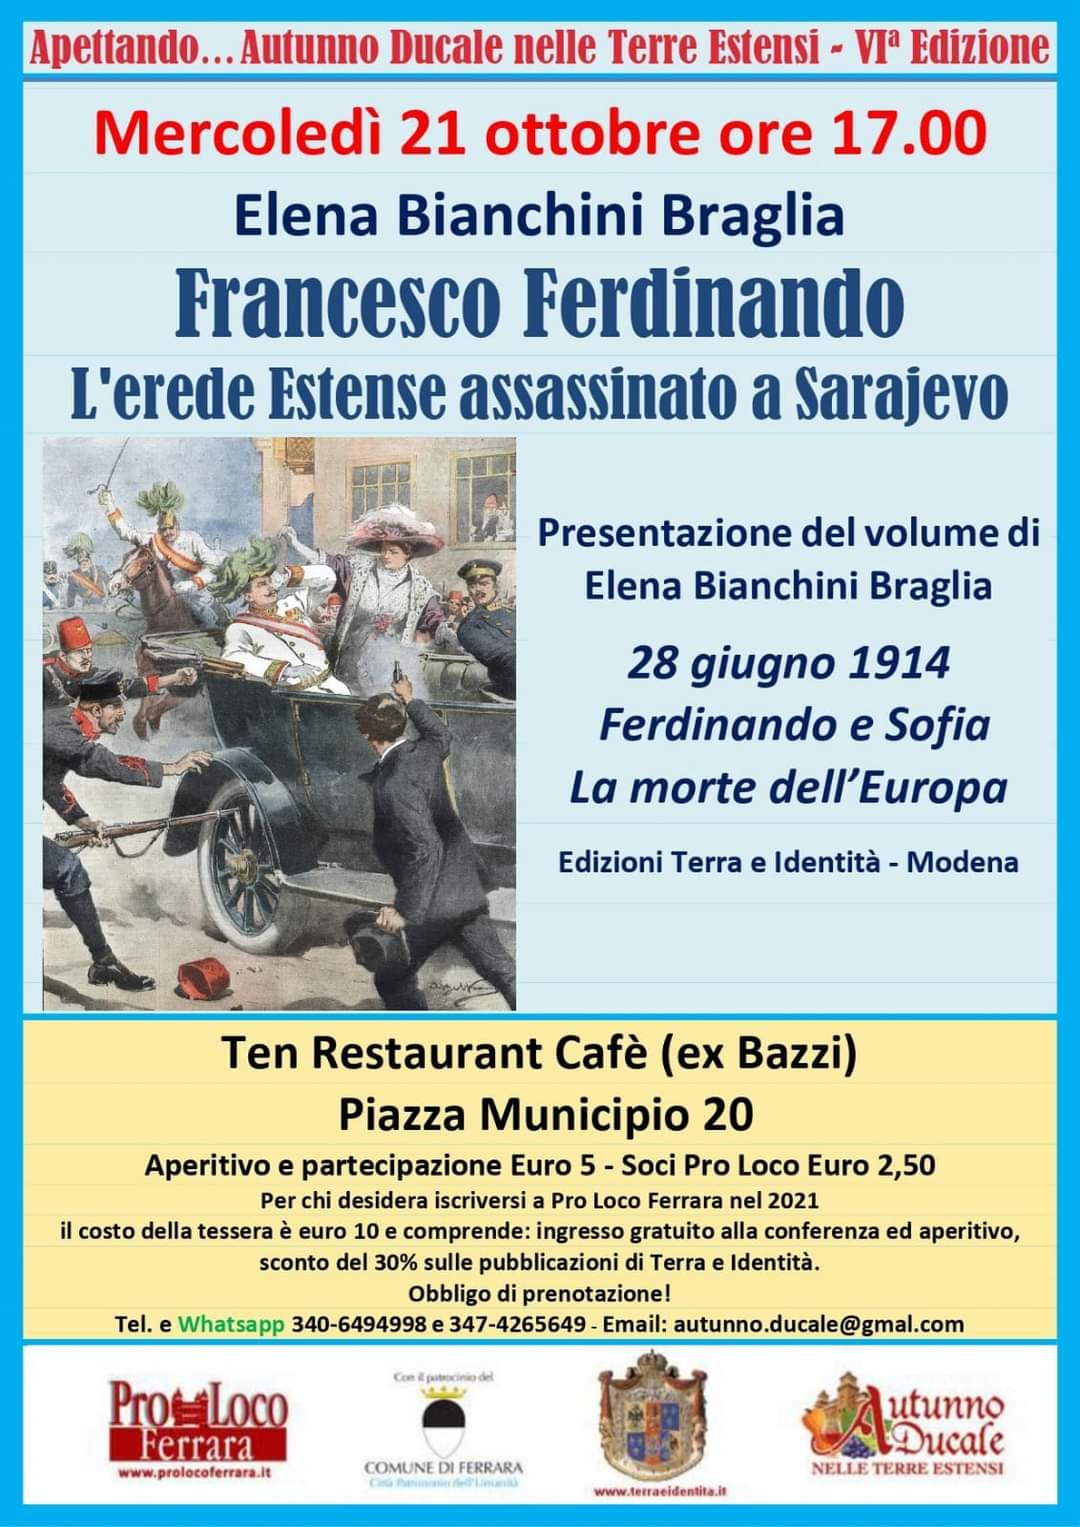 Apettando...Autunno Ducale nelle Terre Estensi - VIª Edizione
Mercoledì 21 ottobre ore 17.00
Elena Bianchini Braglia
Francesco Ferdinando
L'erede Estense assassinato a Sarajevo
Presentazione del volume di
Elena Bianchini Braglia
28 giugno 1914
Ferdinando e Sofia
La morte dell'Europa
Edizioni Terra e Identità - Modena
Ten Restaurant Cafè (ex Bazzi)
Piazza Municipio 20
Aperitivo e partecipazione Euro 5 - Soci Pro Loco Euro 2,50
Per chi desidera iscriversi a Pro Loco Ferrara nel 2021
il costo della tessera è euro 10 e comprende: ingresso gratuito alla conferenza ed aperitivo,
sconto del 30% sulle pubblicazioni di Terra e Identità.
Obbligo di prenotazione!
Tel. e Whatsapp 340-6494998 e 347-4265649 - Email: autunno.ducale@gmal.com
Pro Loco
Ferrara
www.prolocoferrara.it
Con il patrocinio del
COMUNE DI FERRARA
Città Patrimonio dell'Umanità
www.terraeidentita.it
Autunno
Ducale
NELLE TERRE ESTENSI